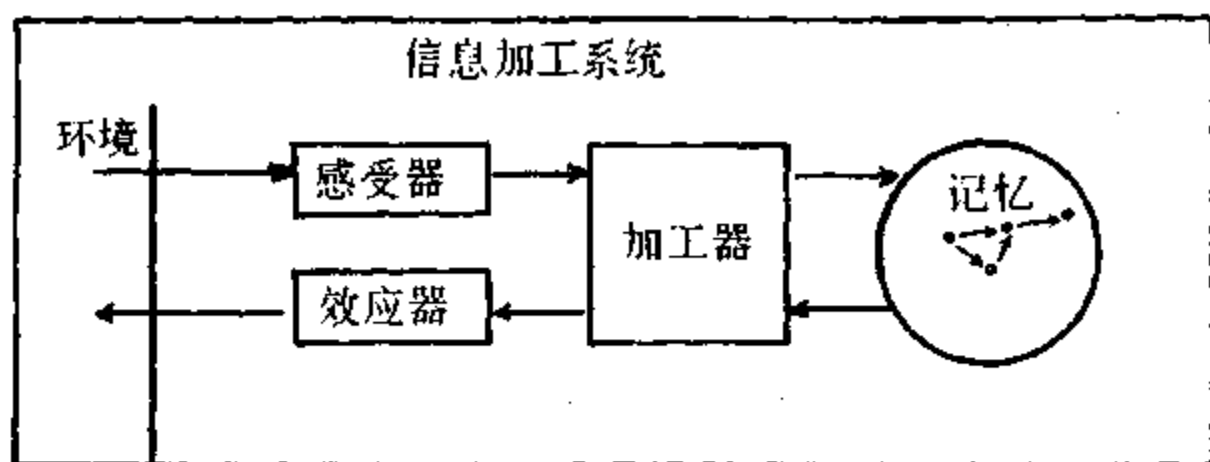 信息加工系统
环境
感受器
加工器
记忆
效应器